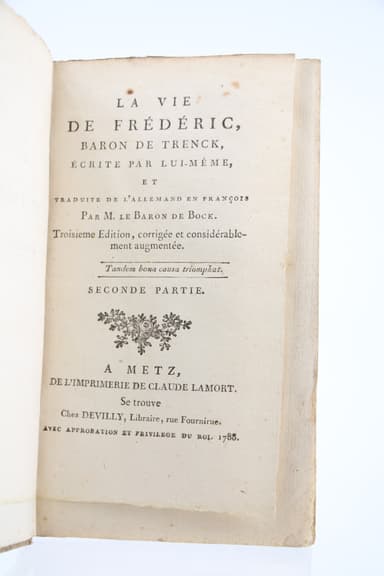 LA VIE
DE FRÉDÉRIC,
BARON DE TRENCK,
ÉCRITE PAR LUI-MÊME,
ET
TRADUITE DE L'ALLEMAND EN FRANÇOIS
PAR M. LE BARON DE BOCK.
Troisieme Edition, corrigée et considérable-
ment augmentée.
Tandem bona causa triomphat.
SECONDE PARTIE.
A METZ,
DE L'IMPRIMERIE DE CLAUDE LAMORT.
Se trouve
Chez DEVILLY, Libraire, rue Fournirue.
AVEC APPROBATION ET PRIVILEGE DU ROI. 1788.